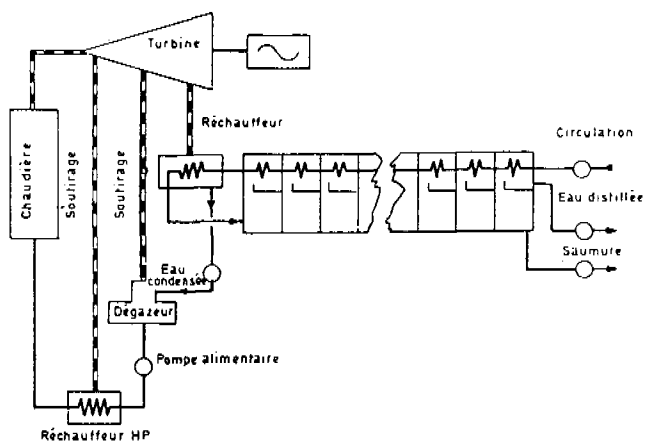 Turbine
Réchauffeur
Circulation
Chaudière
Soutirage
Soutirage
Eau distillée
Saumure
Eau
condensée
Dégazeur
Pompe alimentaire
Réchauffeur HP